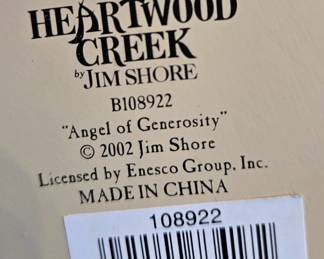 HEARTWOOD
CREEK
by JIM SHORE
B108922
"Angel of Generosity"
© 2002 Jim Shore
Licensed by Enesco Group, Inc.
MADE IN CHINA
108922